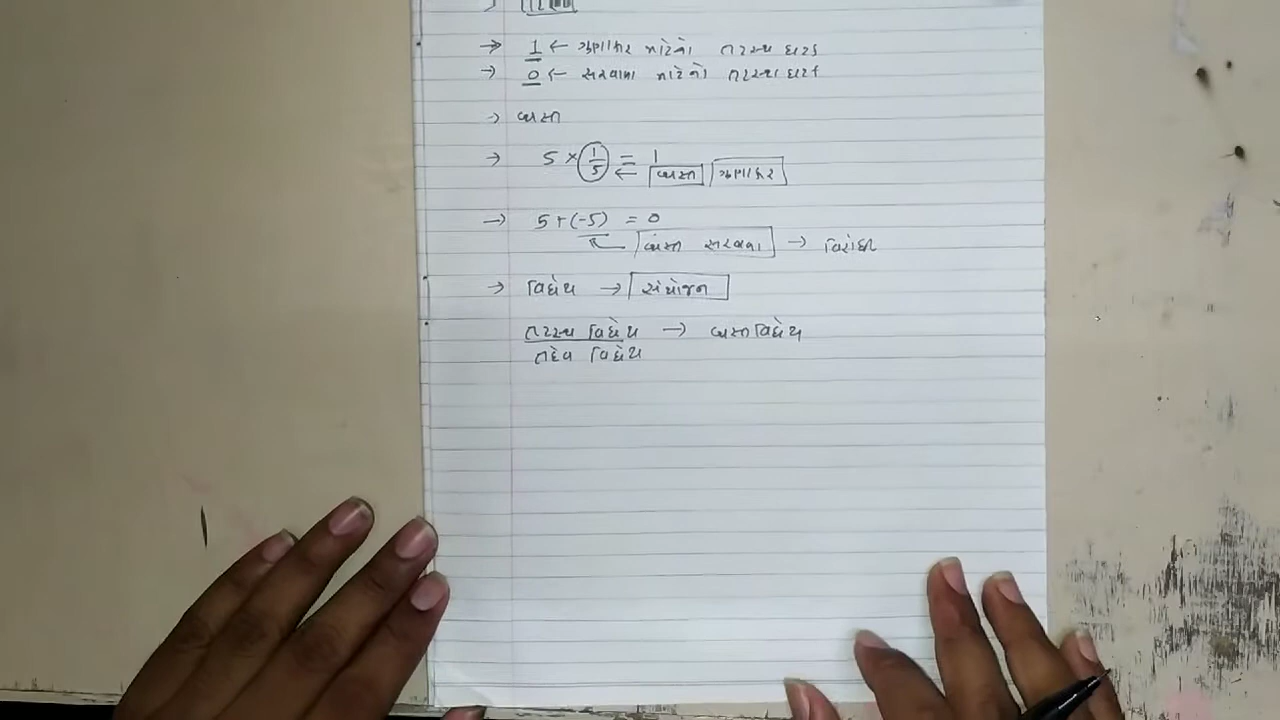 → 1 ← ગુણાકાર માટેનો તટસ્થ ઘટક
→ 0 ← સરવાળા માટેનો તટસ્થ ઘટક
→ વ્યસ્ત
→ 5 × 1/5 = 1
← વ્યસ્ત ગુણાકાર
→ 5 + (-5) = 0
વ્યસ્ત સરવાળા → વિરોધી
→ વિધેય → સંયોજન
તટસ્થ વિધેય → વ્યસ્ત વિધેય
તદેવ વિધેય